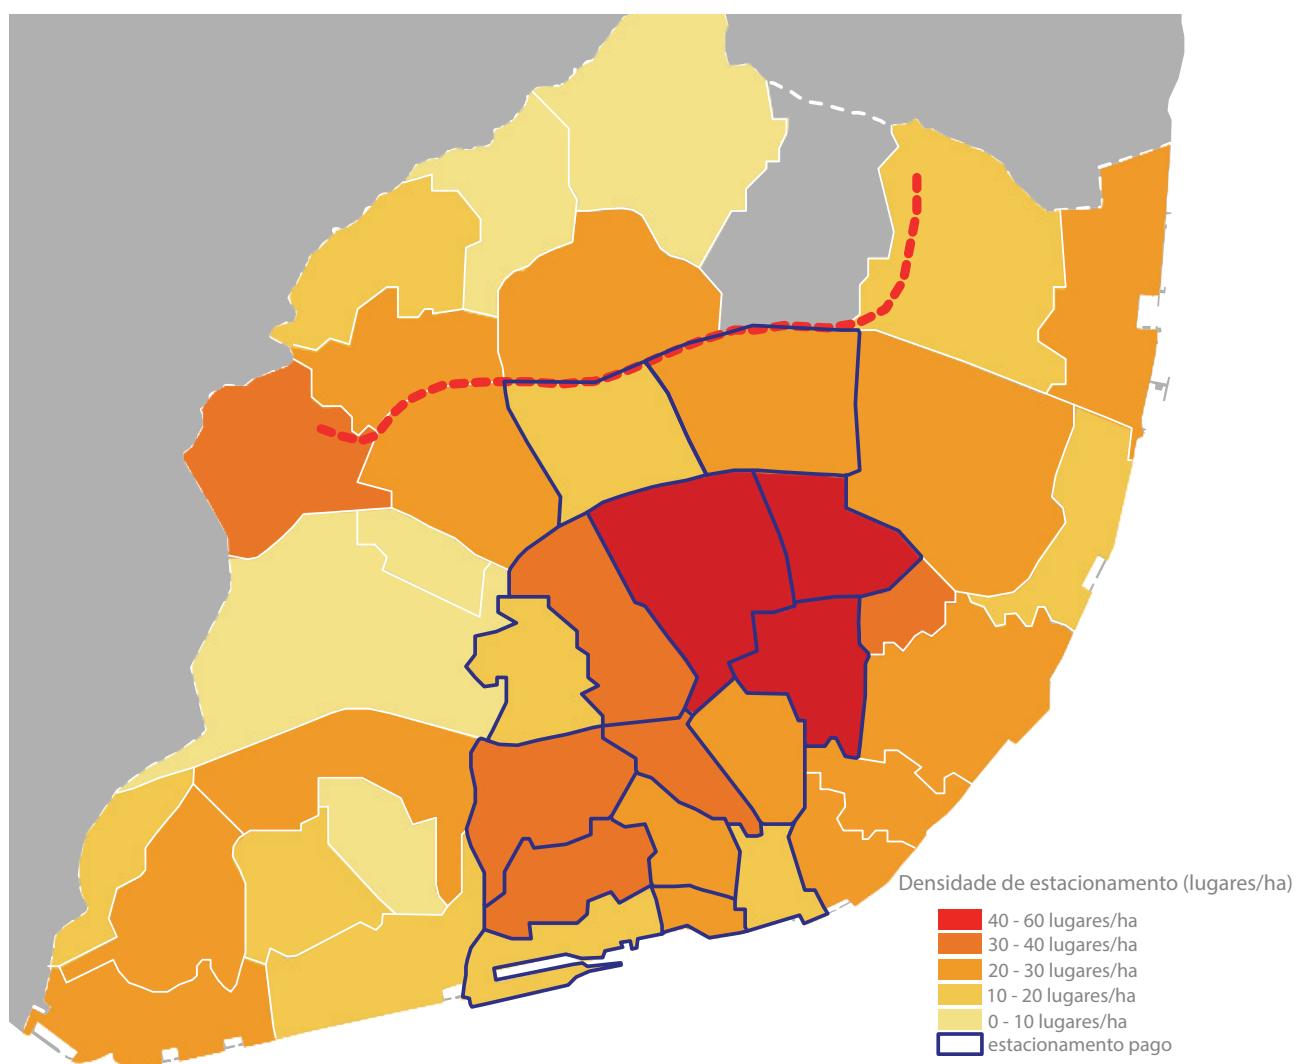 Densidade de estacionamento (lugares/ha)
40 - 60 lugares/ha
30 - 40 lugares/ha
20 - 30 lugares/ha
10 - 20 lugares/ha
0 - 10 lugares/ha
estacionamento pago